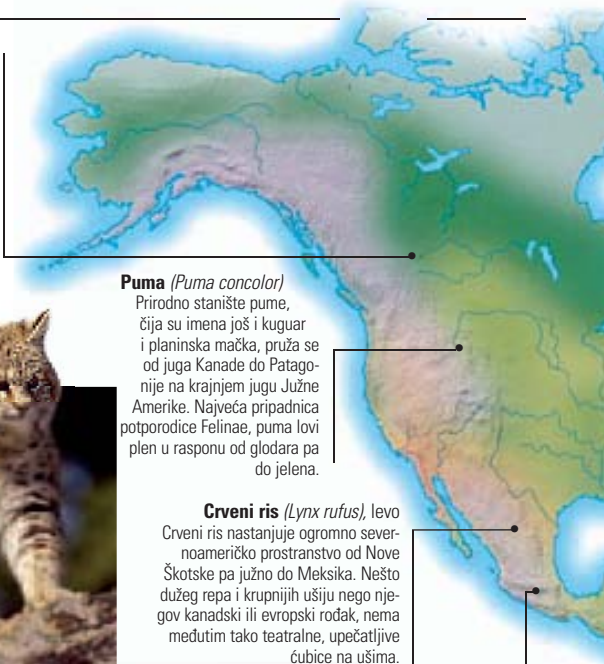 Puma (Puma concolor)
Prirodno stanište pume,
čija su imena još i kuguar
i planinska mačka, pruža se
od juga Kanade do Patago-
nije na krajnjem jugu Južne
Amerike. Najveća pripadnica
potporodice Felinae, puma lovi
plen u rasponu od glodara pa
do jelena.
Crveni ris (Lynx rufus), levo
Crveni ris nastanjuje ogromno sever-
noameričko prostranstvo od Nove
Škotske pa južno do Meksika. Nešto
dužeg repa i krupnijih ušiju nego nje-
gov kanadski ili evropski rođak, nema
međutim tako teatralne, upečatljive
ćubice na ušima.